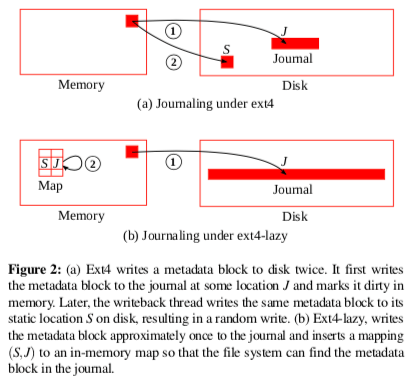 1
J
S
2
Journal
Memory
Disk
(a) Journaling under ext4
S J 2
1
J
Map
Journal
Memory
Disk
(b) Journaling under ext4-lazy
Figure 2: (a) Ext4 writes a metadata block to disk twice. It first writes
the metadata block to the journal at some location J and marks it dirty in
memory. Later, the writeback thread writes the same metadata block to its
static location S on disk, resulting in a random write. (b) Ext4-lazy, writes
the metadata block approximately once to the journal and inserts a mapping
(S,J) to an in-memory map so that the file system can find the metadata
block in the journal.